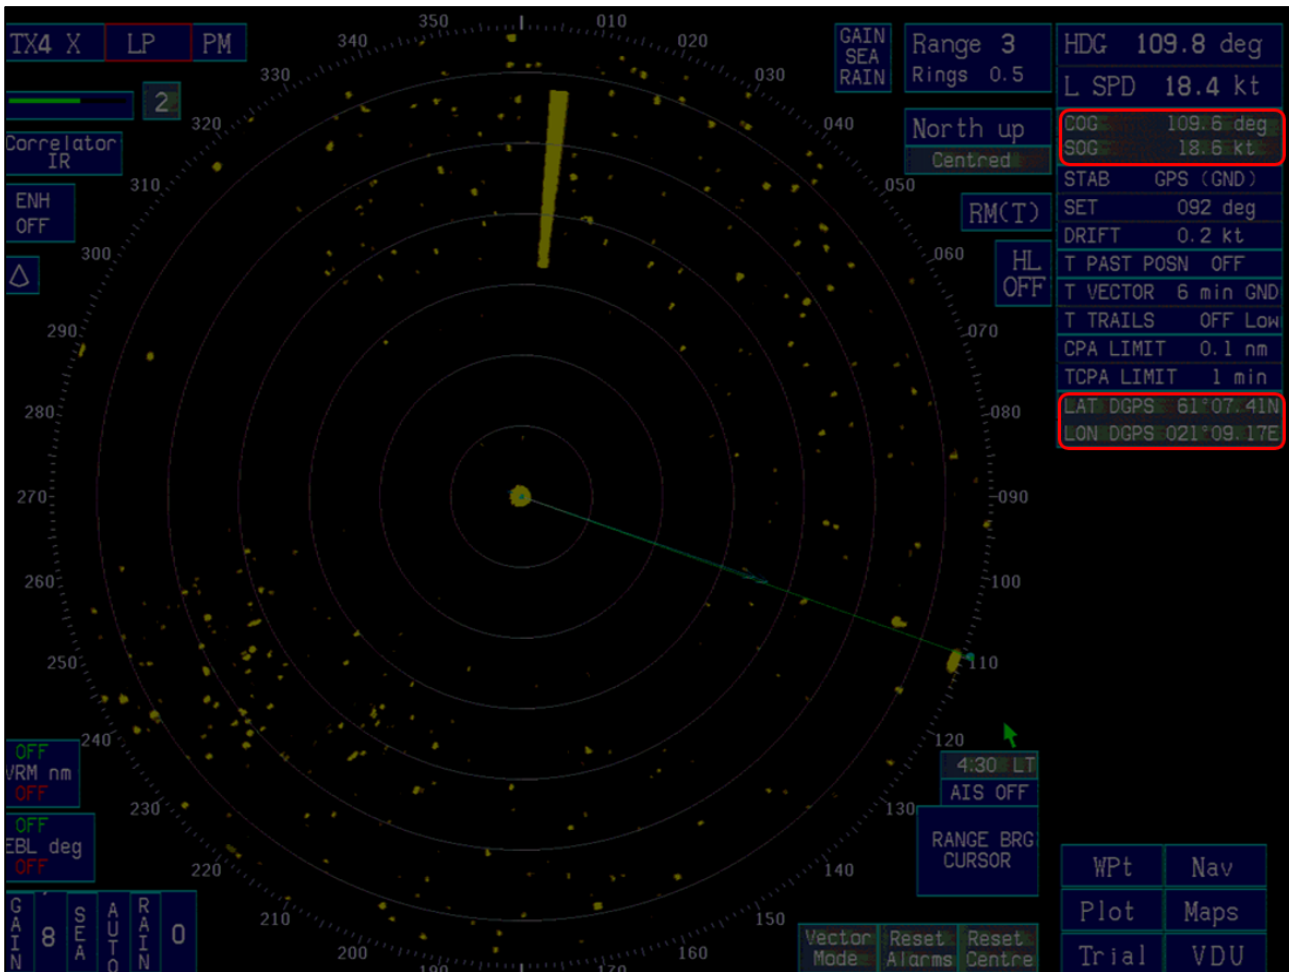 TX4 X
LP
PM
2
Correlator
IR
ENH
OFF
350
010
340
020
330
030
320
040
310
050
300
060
290
070
280
080
270
090
260
100
250
110
240
120
230
130
220
140
210
150
200
160
190
170
GAIN
SEA
RAIN
Range 3
Rings 0.5
North up
Centred
RM(T)
HL
OFF
HDG 109.8 deg
L SPD 18.4 kt
COG 109.6 deg
SOG 18.6 kt
STAB GPS (GND)
SET 092 deg
DRIFT 0.2 kt
T PAST POSN OFF
T VECTOR 6 min GND
T TRAILS OFF Low
CPA LIMIT 0.1 nm
TCPA LIMIT 1 min
LAT DGPS 61°07.41N
LON DGPS 021°09.17E
OFF
VRM nm
OFF
OFF
EBL deg
OFF
GAIN
8
SEA
AUTO
RAIN
0
4:30 LT
AIS OFF
RANGE BRG
CURSOR
Vector
Mode
Reset
Alarms
Reset
Centre
WPt
Nav
Plot
Maps
Trial
VDU